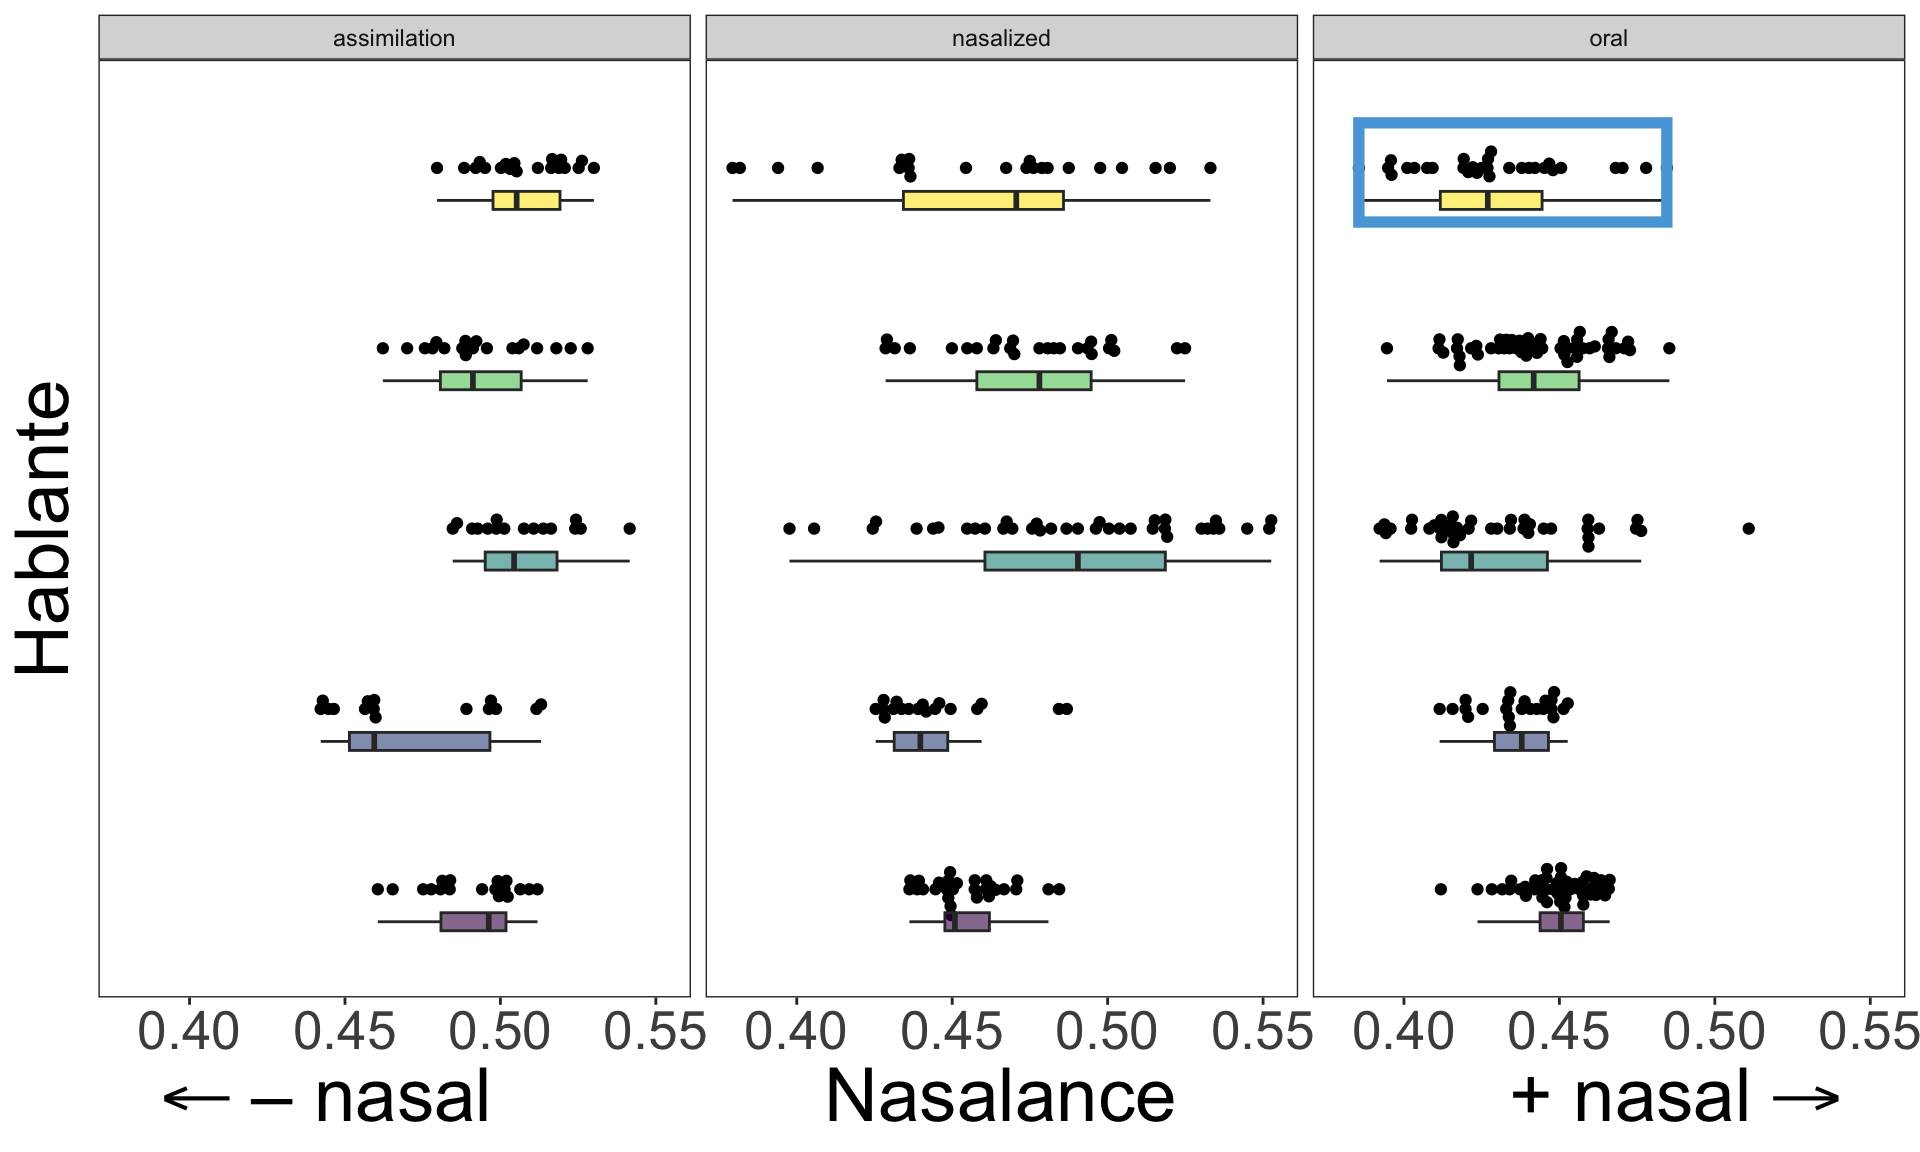 assimilation nasalized oral
Hablante
0.40 0.45 0.50 0.55 0.40 0.45 0.50 0.55 0.40 0.45 0.50 0.55
← – nasal Nasalance + nasal →